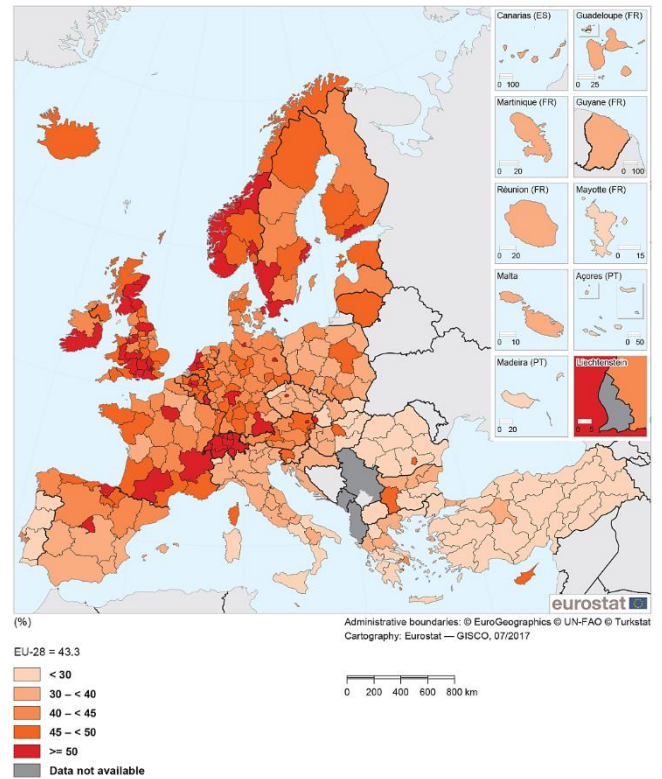 Canarias (ES)
0 100
Guadeloupe (FR)
0 25
Martinique (FR)
0 20
Guyane (FR)
0 100
Réunion (FR)
0 20
Mayotte (FR)
0 15
Malta
0 10
Açores (PT)
0 50
Madeira (PT)
0 20
Liechtenstein
0 5
eurostat
(%)
Administrative boundaries: © EuroGeographics © UN-FAO © Turkstat
Cartography: Eurostat — GISCO, 07/2017
EU-28 = 43.3
< 30
30 – < 40
40 – < 45
45 – < 50
>= 50
Data not available
0 200 400 600 800 km